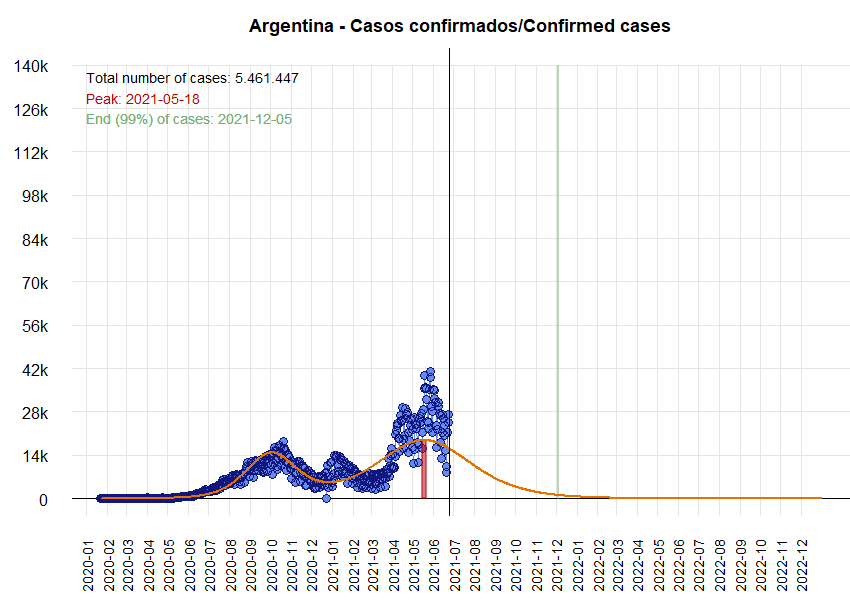 Argentina - Casos confirmados/Confirmed cases
140k
126k
112k
98k
84k
70k
56k
42k
28k
14k
0
Total number of cases: 5.461.447
Peak: 2021-05-18
End (99%) of cases: 2021-12-05
2020-01
2020-02
2020-03
2020-04
2020-05
2020-06
2020-07
2020-08
2020-09
2020-10
2020-11
2020-12
2021-01
2021-02
2021-03
2021-04
2021-05
2021-06
2021-07
2021-08
2021-09
2021-10
2021-11
2021-12
2022-01
2022-02
2022-03
2022-04
2022-05
2022-06
2022-07
2022-08
2022-09
2022-10
2022-11
2022-12